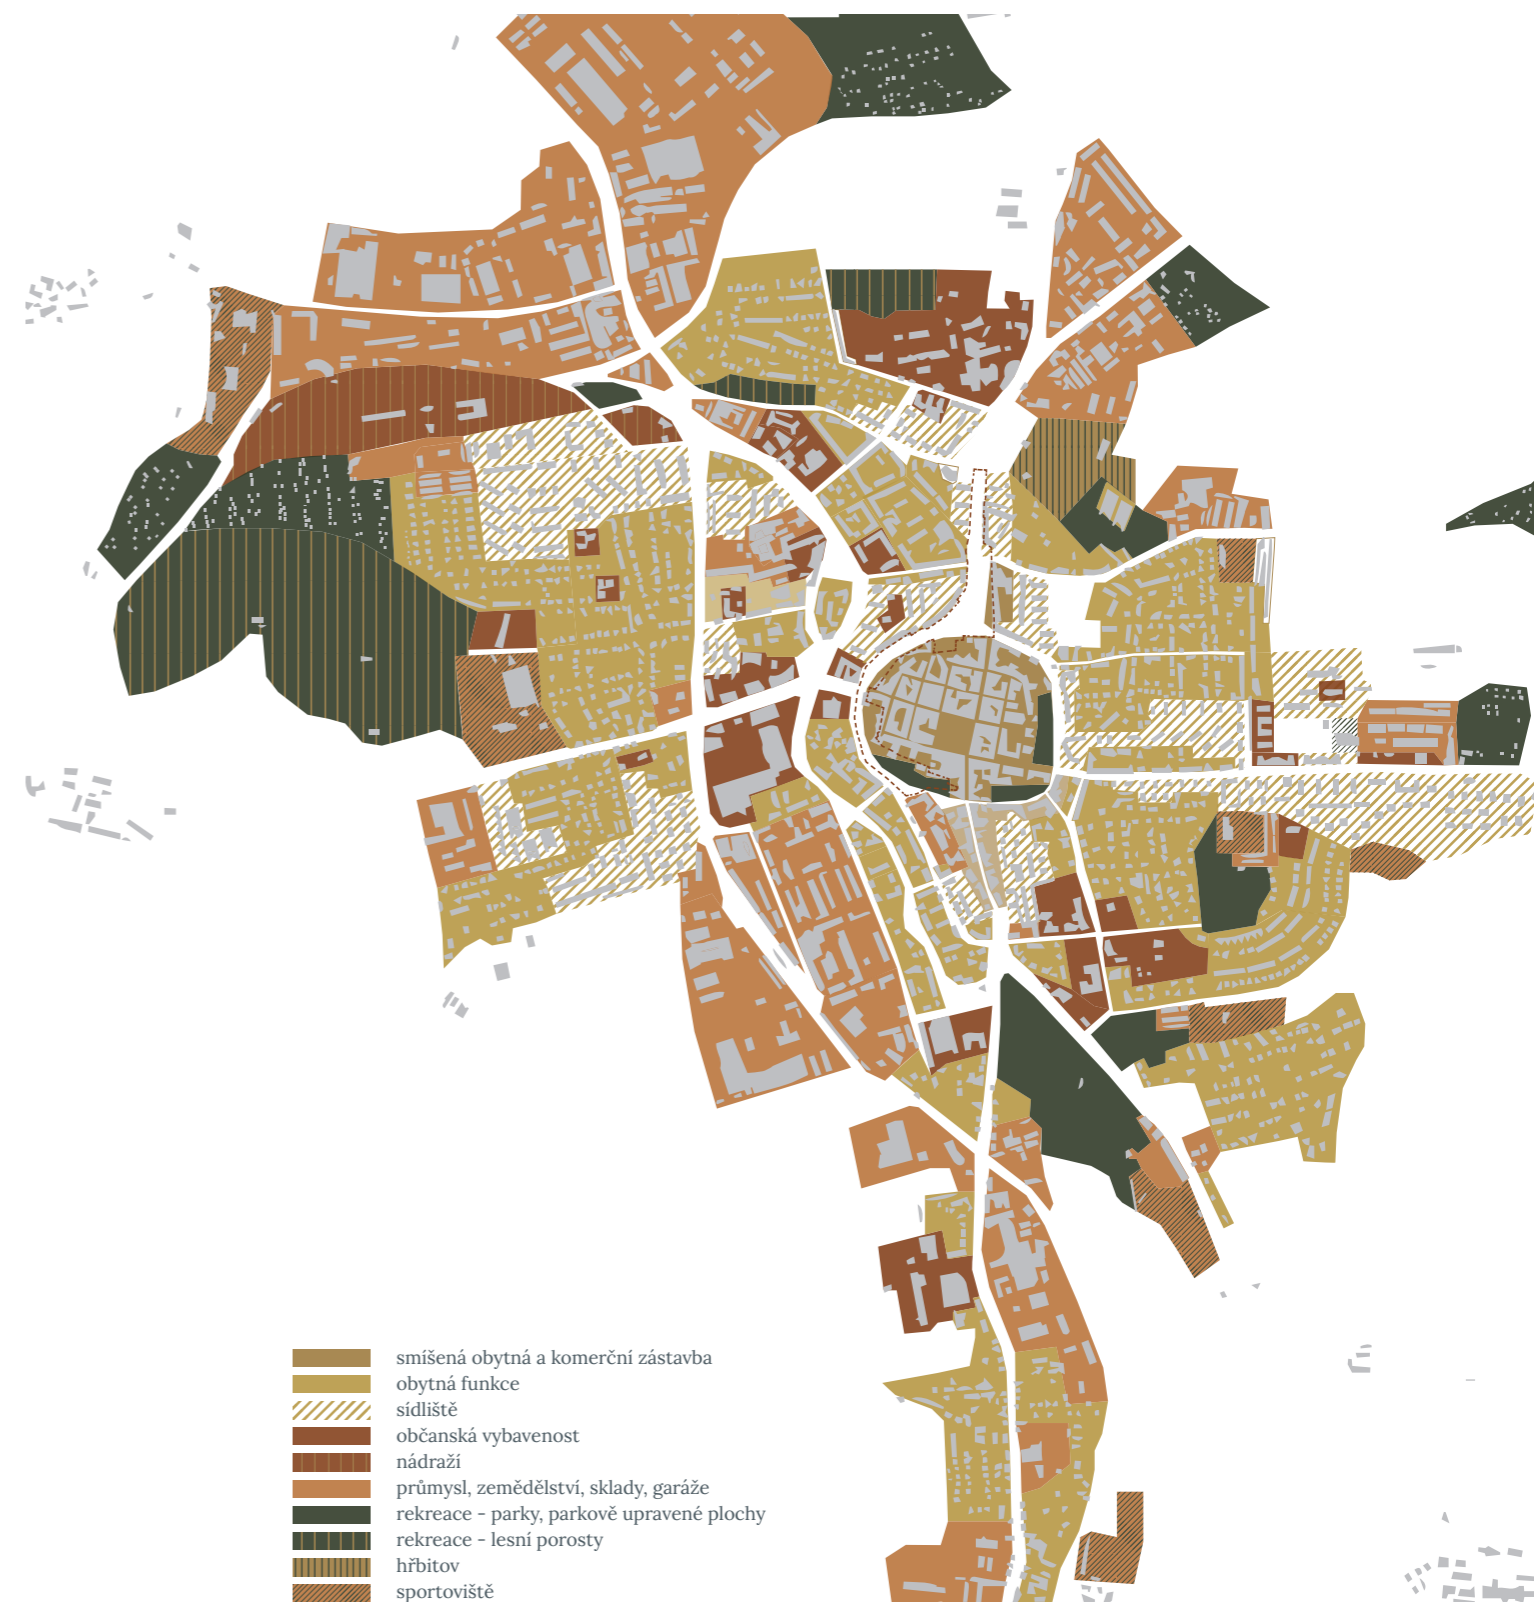 smíšená obytná a komerční zástavba
obytná funkce
sídliště
občanská vybavenost
nádraží
průmysl, zemědělství, sklady, garáže
rekreace - parky, parkově upravené plochy
rekreace - lesní porosty
hřbitov
sportoviště